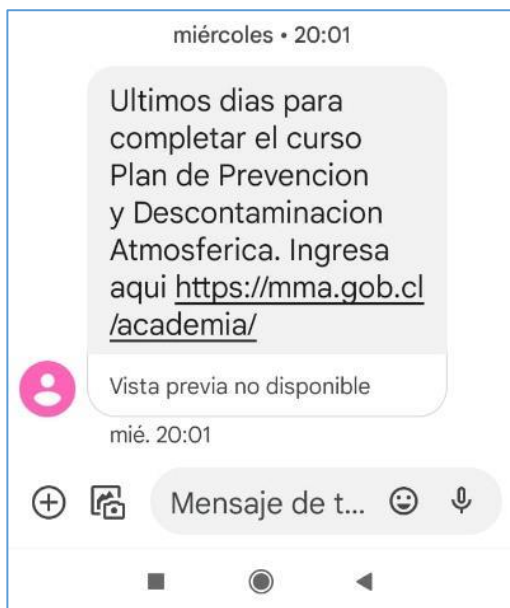 miércoles • 20:01
Ultimos dias para
completar el curso
Plan de Prevencion
y Descontaminacion
Atmosferica. Ingresa
aqui https://mma.gob.cl
/academia/
Vista previa no disponible
mié. 20:01
Mensaje de t...